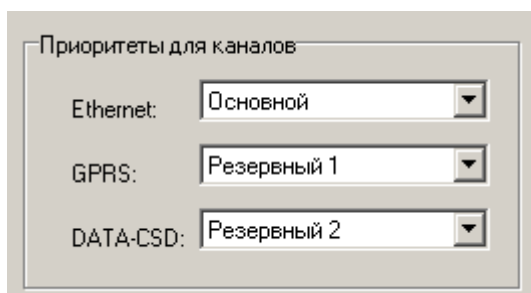 Приоритеты для каналов
Ethernet: Основной
GPRS: Резервный 1
DATA-CSD: Резервный 2